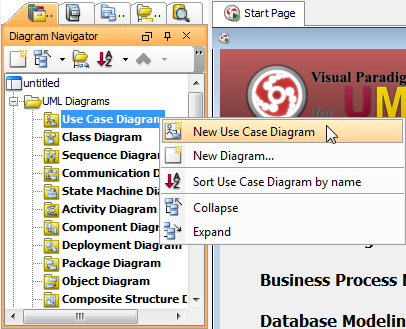 Start Page
Diagram Navigator
untitled
UML Diagrams
Use Case Diagram
Class Diagram
Sequence Diagram
Communication D
State Machine Di
Activity Diagram
Component Diagr
Deployment Diagr
Package Diagram
Object Diagram
Composite Structure D
New Use Case Diagram
New Diagram...
Sort Use Case Diagram by name
Collapse
Expand
Visual Paradig
for UM
Business Process M
Database Modelin